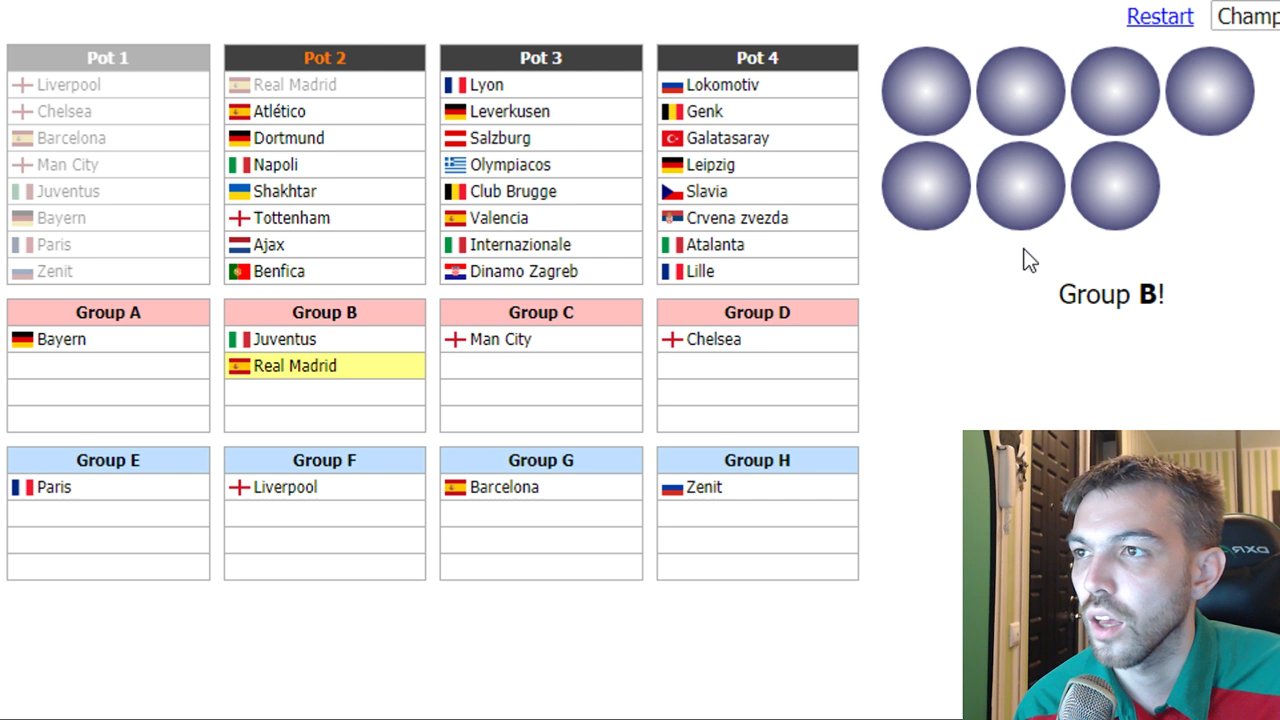 Restart Champ
Pot 1 Pot 2 Pot 3 Pot 4
Liverpool Real Madrid Lyon Lokomotiv
Chelsea Atlético Leverkusen Genk
Barcelona Dortmund Salzburg Galatasaray
Man City Napoli Olympiacos Leipzig
Juventus Shakhtar Club Brugge Slavia
Bayern Tottenham Valencia Crvena zvezda
Paris Ajax Internazionale Atalanta
Zenit Benfica Dinamo Zagreb Lille
Group B!
Group A Group B Group C Group D
Bayern Juventus Man City Chelsea
Real Madrid
Group E Group F Group G Group H
Paris Liverpool Barcelona Zenit
DXRA